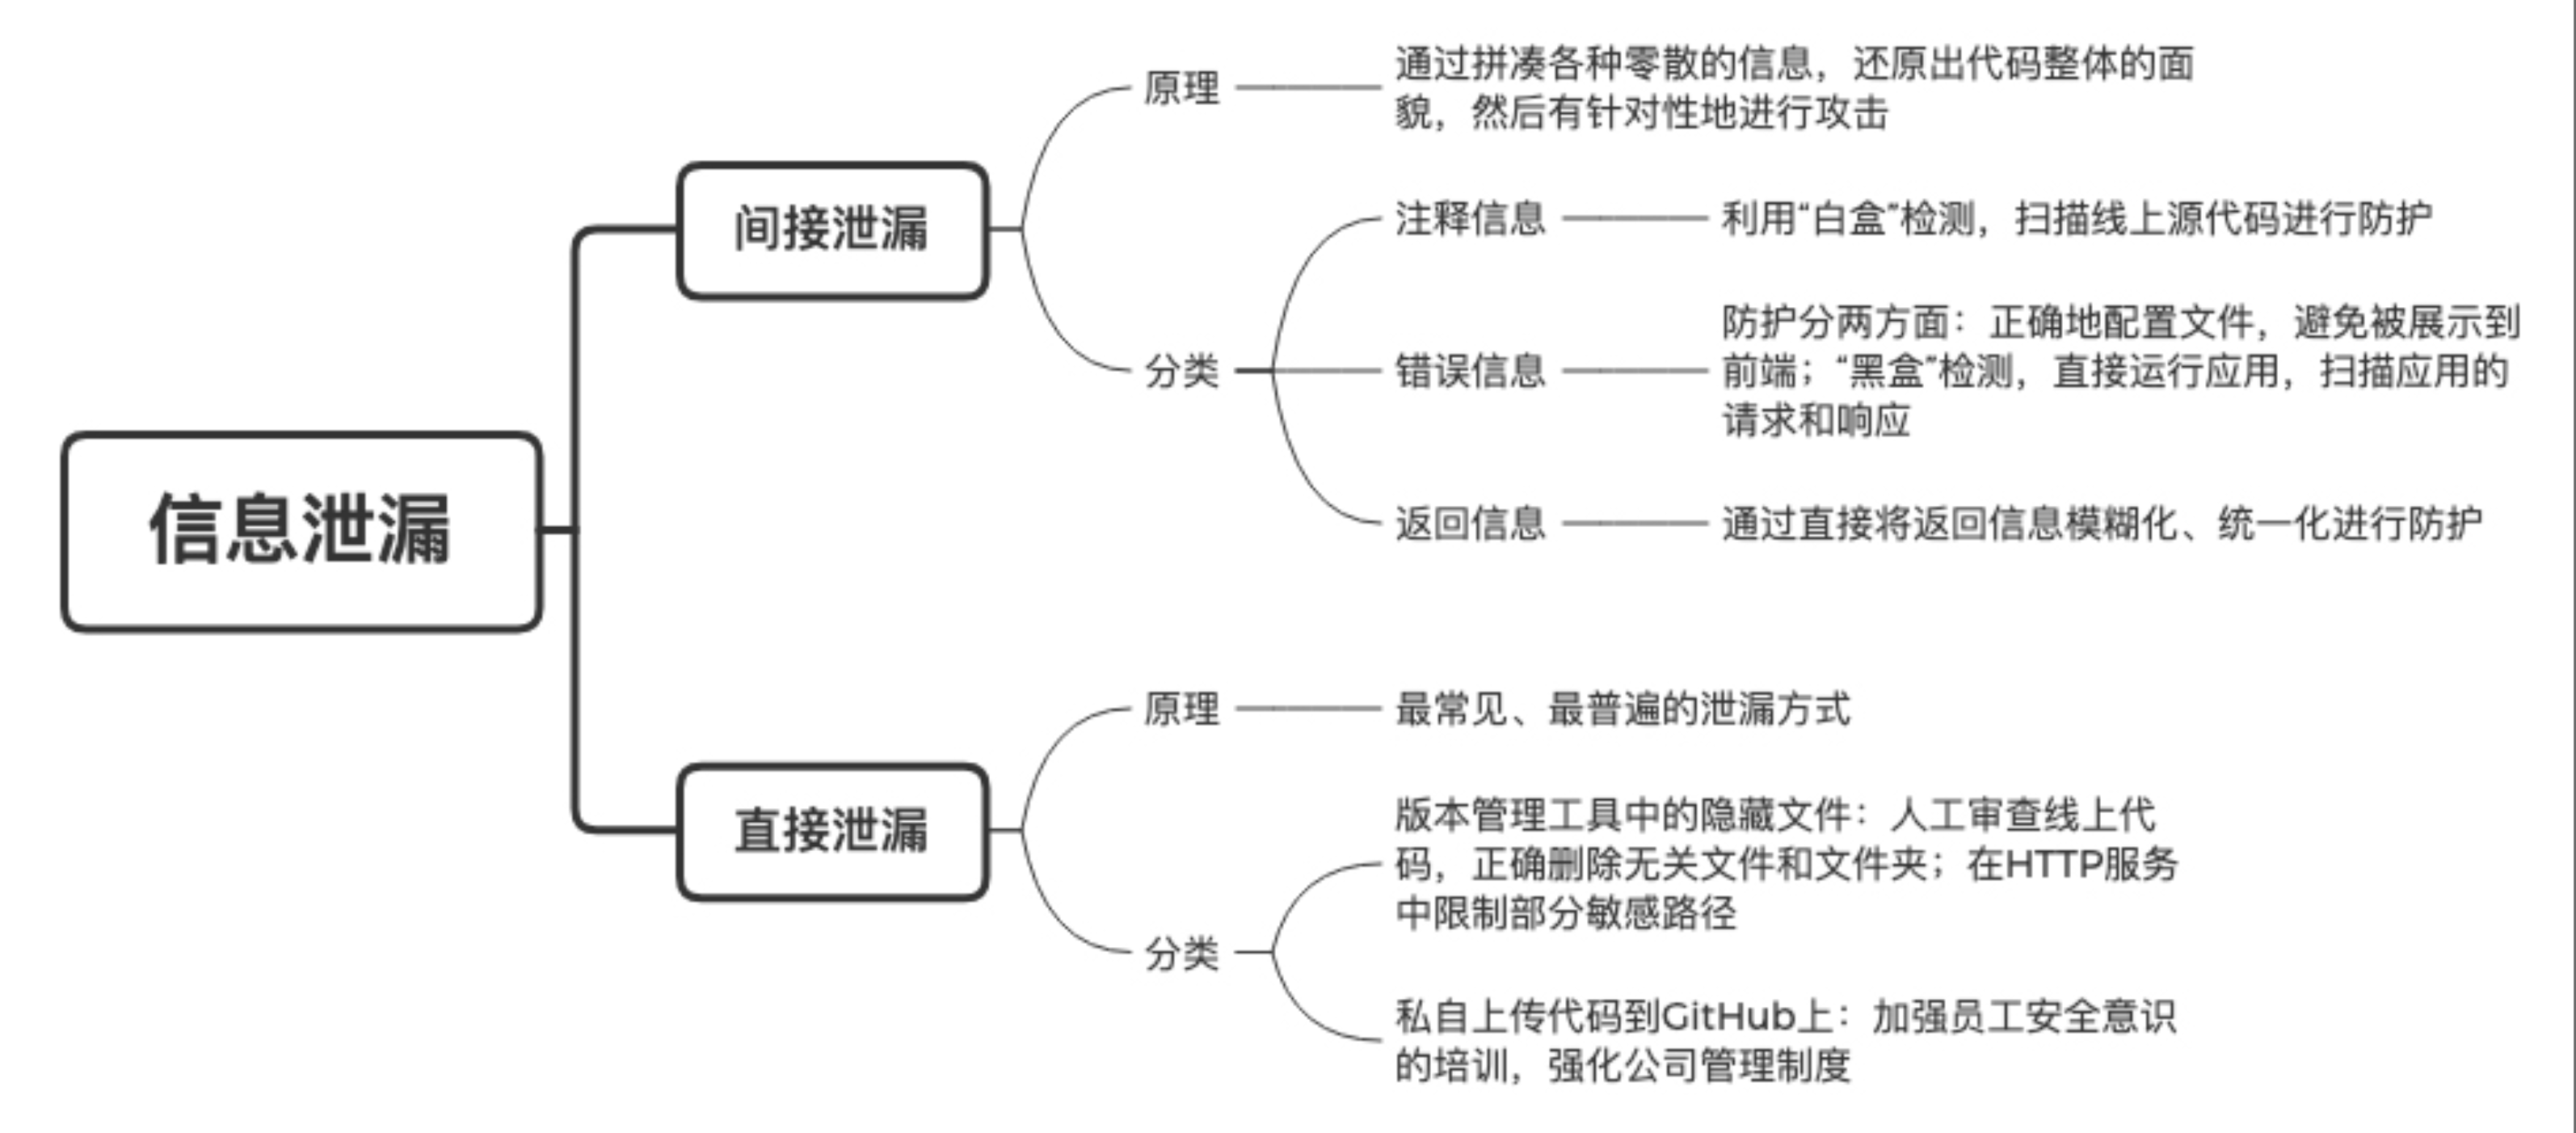 信息泄漏
间接泄漏
原理
通过拼凑各种零散的信息，还原出代码整体的面
貌，然后有针对性地进行攻击
分类
注释信息
利用“白盒”检测，扫描线上源代码进行防护
错误信息
防护分两方面：正确地配置文件，避免被展示到
前端；“黑盒”检测，直接运行应用，扫描应用的
请求和响应
返回信息
通过直接将返回信息模糊化、统一化进行防护
直接泄漏
原理
最常见、最普遍的泄漏方式
分类
版本管理工具中的隐藏文件：人工审查线上代
码，正确删除无关文件和文件夹；在HTTP服务
中限制部分敏感路径
私自上传代码到GitHub上：加强员工安全意识
的培训，强化公司管理制度